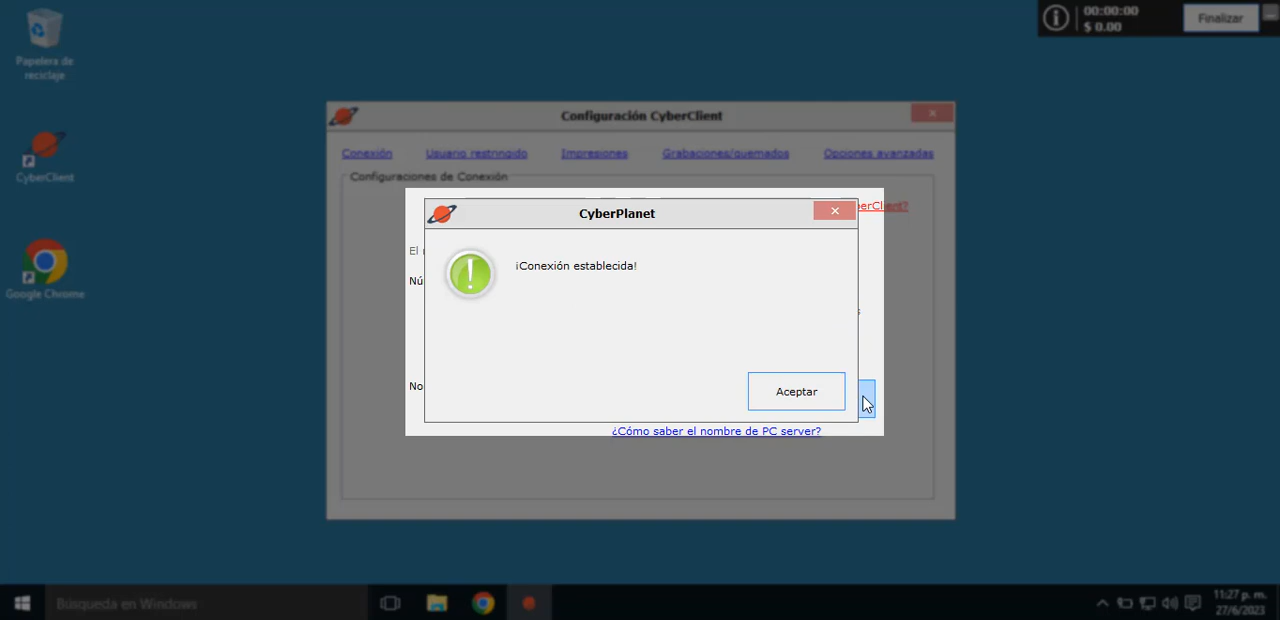 00:00:00
$ 0.00
Finalizar
Papelera de
reciclaje
CyberClient
Google Chrome
Configuración CyberClient
Conexión Usuario restringido Impresiones Grabaciones/quemados Opciones avanzadas
Configuraciones de Conexión
CyberPlanet
¡Conexión establecida!
Aceptar
El
¿Cómo saber el nombre de PC server?
Búsqueda en Windows
11:27 p. m.
27/6/2023